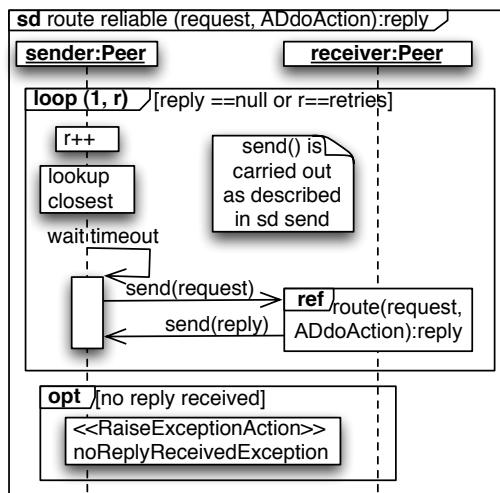 sd route reliable (request, ADdoAction):reply
sender:Peer
receiver:Peer
loop (1, r) [reply ==null or r==retries]
r++
send() is
carried out
as described
in sd send
lookup
closest
wait timeout
send(request)
ref
route(request,
ADdoAction):reply
send(reply)
opt [no reply received]
<<RaiseExceptionAction>>
noReplyReceivedException